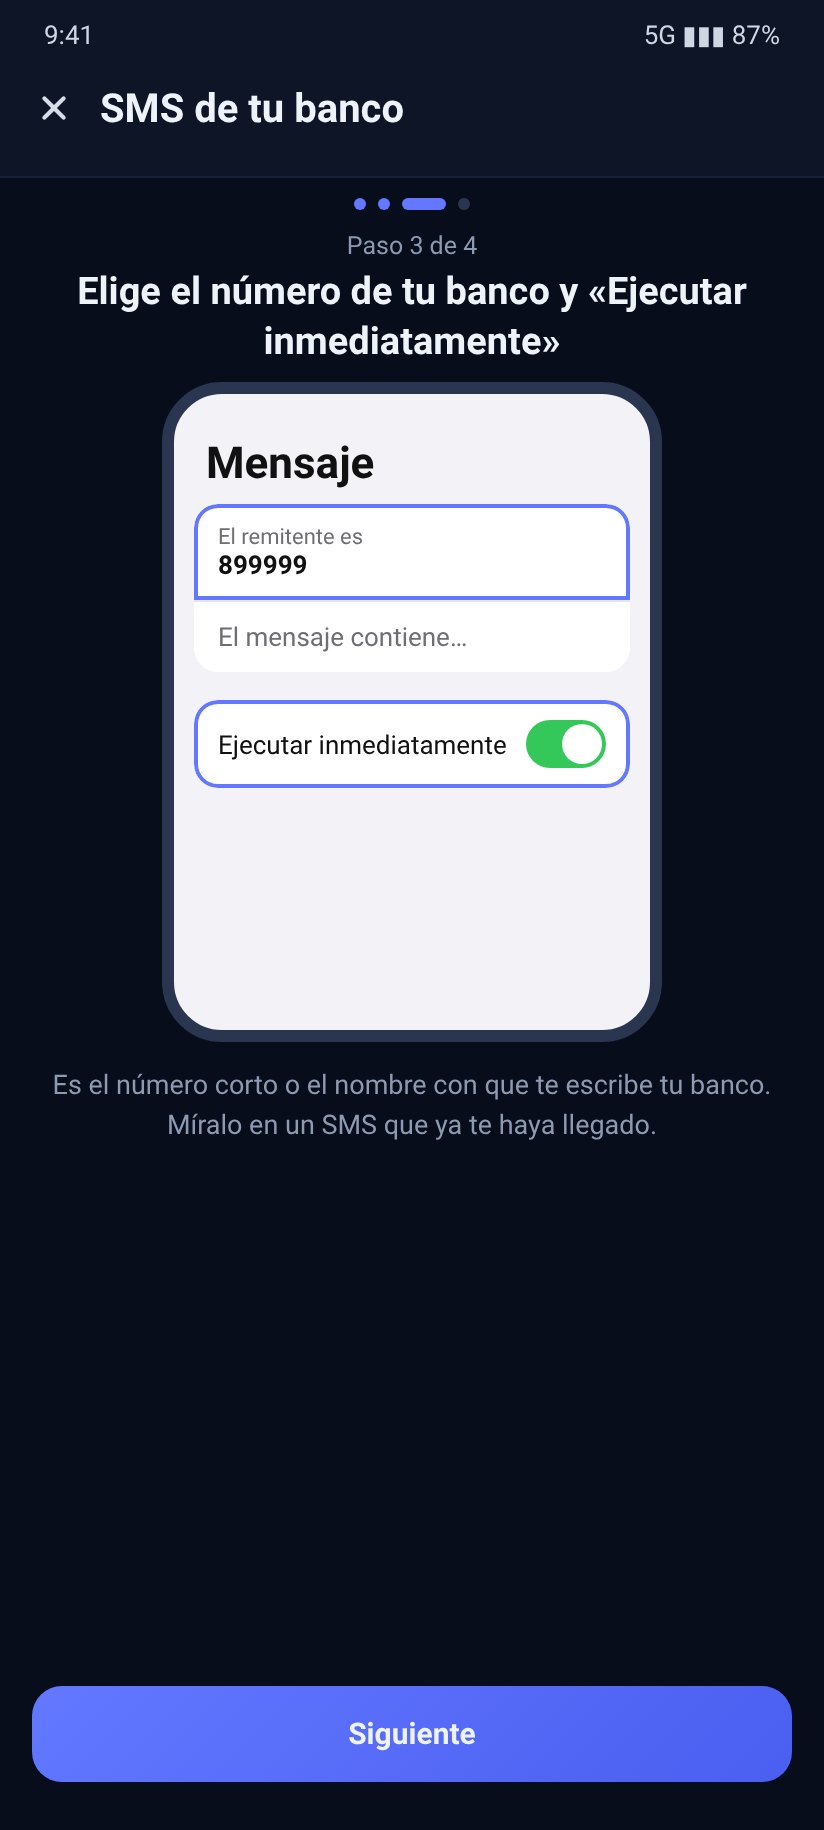 9:41
5G 87%
SMS de tu banco
Paso 3 de 4
Elige el número de tu banco y «Ejecutar
inmediatamente»
Mensaje
El remitente es
899999
El mensaje contiene...
Ejecutar inmediatamente
Es el número corto o el nombre con que te escribe tu banco.
Míralo en un SMS que ya te haya llegado.
Siguiente